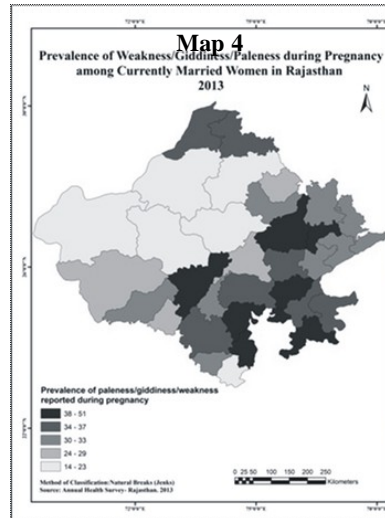 Map 4
Prevalence of Weakness/Giddiness/Paleness during Pregnancy
among Currently Married Women in Rajasthan
2013
N
Prevalence of paleness/giddiness/weakness
reported during pregnancy
38 - 51
34 - 37
30 - 33
24 - 29
14 - 23
Method of Classification:Natural Breaks (Jenks)
Source: Annual Health Survey- Rajasthan, 2013
0 25 50 100 150 200 250
Kilometers